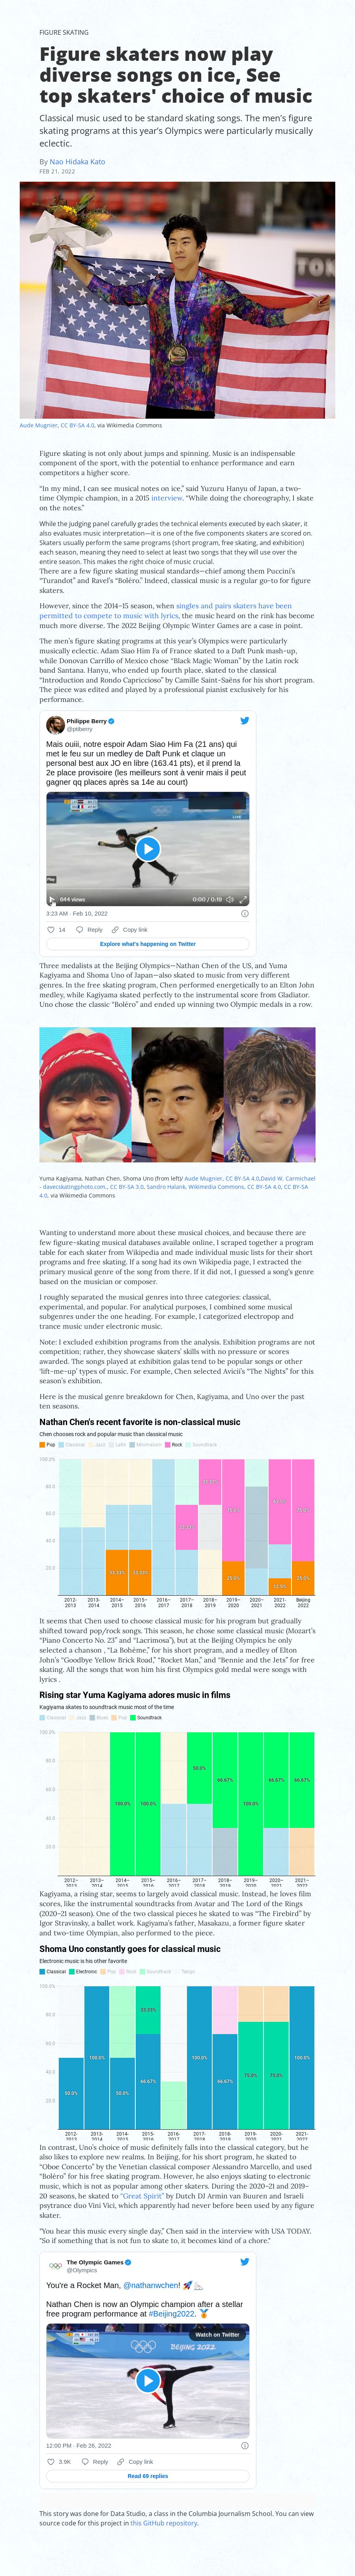 FIGURE SKATING
Figure skaters now play
diverse songs on ice, See
top skaters' choice of music
Classical music used to be standard skating songs. The men's figure
skating programs at this year's Olympics were particularly musically
eclectic.
By Nao Hidaka Kato
FEB 21, 2022
Aude Mugnier, CC BY-SA 4.0, via Wikimedia Commons
Figure skating is not only about jumps and spinning. Music is an indispensable
component of the sport, with the potential to enhance performance and earn
competitors a higher score.
"In my mind, I can see musical notes on ice," said Yuzuru Hanyu of Japan, a two-
time Olympic champion, in a 2015 interview. "While doing the choreography, I skate
on the notes."
While the judging panel carefully grades the technical elements executed by each skater, it
also evaluates music interpretation—it is one of the five components skaters are scored on.
Skaters usually perform the same programs (short program, free skating, and exhibition)
each season, meaning they need to select at least two songs that they will use over the
entire season. This makes the right choice of music crucial.
There are a few figure skating musical standards—chief among them Puccini's
"Turandot" and Ravel's "Boléro." Indeed, classical music is a regular go-to for figure
skaters.
However, since the 2014–15 season, when singles and pairs skaters have been
permitted to compete to music with lyrics, the music heard on the risk has become
much more diverse. The 2022 Beijing Olympic Winter Games are a case in point.
The men's figure skating programs at this year's Olympics were particularly
musically eclectic. Adam Siao Him Fa of France skated to a Daft Punk mash-up,
while Donovan Carrillo of Mexico chose "Black Magic Woman" by the Latin rock
band Santana. Hanyu, who ended up fourth place, skated to the classical
"Introduction and Rondo Capriccioso" by Camille Saint-Saëns for his short program.
The piece was edited and played by a professional pianist exclusively for his
performance.
Philippe Berry
@ptiberry
Mais ouiii, notre espoir Adam Siao Him Fa (21 ans) qui
met le feu sur un medley de Daft Punk et claque un
personal best aux JO en libre (163.41 pts), et il prend la
2e place provisoire (les meilleurs sont à venir mais il peut
gagner qq places après sa 14e au court)
LIVE
644 views
0:00 / 0:19
3:23 AM · Feb 10, 2022
14 Reply Copy link
Explore what's happening on Twitter
Three medalists at the Beijing Olympics—Nathan Chen of the US, and Yuma
Kagiyama and Shoma Uno of Japan—also skated to music from very different
genres. In the free skating program, Chen performed energetically to an Elton John
medley, while Kagiyama skated perfectly to the instrumental score from Gladiator.
Uno chose the classic "Boléro" and ended up winning two Olympic medals in a row.
Yuma Kagiyama, Nathan Chen, Shoma Uno (from left)/ Aude Mugnier, CC BY-SA 4.0,David W. Carmichael
- davecskatingphoto.com., CC BY-SA 3.0, Sandro Halank, Wikimedia Commons, CC BY-SA 4.0, CC BY-SA
4.0, via Wikimedia Commons
Wanting to understand more about these musical choices, and because there are
few figure-skating musical databases available online, I scraped together a program
table for each skater from Wikipedia and made individual music lists for their short
programs and free skating. If a song had its own Wikipedia page, I extracted the
primary musical genre of the song from there. If it did not, I guessed a song's genre
based on the musician or composer.
I roughly separated the musical genres into three categories: classical,
experimental, and popular. For analytical purposes, I combined some musical
subgenres under one heading. For example, I categorized electropop and
trance music under electronic music.
Note: I excluded exhibition programs from the analysis. Exhibition programs are not
competition; rather, they showcase skaters' skills with no pressure or scores
awarded. The songs played at exhibition galas tend to be popular songs or other
'lift-me-up' types of music. For example, Chen selected Avicii's "The Nights" for this
season's exhibition.
Here is the musical genre breakdown for Chen, Kagiyama, and Uno over the past
ten seasons.
Nathan Chen's recent favorite is non-classical music
Chen chooses rock and popular music than classical music
Pop Classical Jazz Latin Minimalism Rock Soundtrack
100.0%
80.0
60.0
40.0
20.0
33.33% 33.33% 33.33% 33.33% 75.0% 25.0% 12.5% 75.0% 25.0%
2012-2013 2013-2014 2014-2015 2015-2016 2016-2017 2017-2018 2018-2019 2019-2020 2020-2021 2021-2022 Beijing 2022
It seems that Chen used to choose classical music for his program but gradually
shifted toward pop/rock songs. This season, he chose more classical music (Mozart's
"Piano Concerto No. 23" and "Lacrimosa"), but at the Beijing Olympics he only
selected a chanson , "La Bohème," for his short program, and a medley of Elton
John's "Goodbye Yellow Brick Road," "Rocket Man," and "Bennie and the Jets" for free
skating. All the songs that won him his first Olympics gold medal were songs with
lyrics .
Rising star Yuma Kagiyama adores music in films
Kagiyama skates to soundtrack music most of the time
Classical Jazz Blues Pop Soundtrack
100.0%
80.0
60.0
40.0
20.0
100.0% 100.0% 50.0% 66.67% 100.0% 66.67% 66.67%
2012–2013 2013–2014 2014–2015 2015–2016 2016–2017 2017–2018 2018–2019 2019–2020 2020–2021 2021–2022
Kagiyama, a rising star, seems to largely avoid classical music. Instead, he loves film
scores, like the instrumental soundtracks from Avatar and The Lord of the Rings
(2020–21 season). One of the two classical pieces he skated to was "The Firebird" by
Igor Stravinsky, a ballet work. Kagiyama's father, Masakazu, a former figure skater
and two-time Olympian, also performed to the piece.
Shoma Uno constantly goes for classical music
Electronic music is his other favorite
Classical Electronic Pop Rock Soundtrack Tango
100.0%
80.0
60.0
40.0
20.0
50.0% 100.0% 50.0% 33.33% 66.67% 100.0% 66.67% 75.0% 75.0% 100.0%
2012-2013 2013-2014 2014-2015 2015-2016 2016-2017 2017-2018 2018-2019 2019-2020 2020-2021 2021-2022
In contrast, Uno's choice of music definitely falls into the classical category, but he
also likes to explore new realms. In Beijing, for his short program, he skated to
"Oboe Concerto" by the Venetian classical composer Alessandro Marcello, and used
"Boléro" for his free skating program. However, he also enjoys skating to electronic
music, which is not as popular among other skaters. During the 2020–21 and 2019–
20 seasons, he skated to "Great Spirit" by Dutch DJ Armin van Buuren and Israeli
psytrance duo Vini Vici, which apparently had never before been used by any figure
skater.
"You hear this music every single day," Chen said in the interview with USA TODAY.
"So if something that is not fun to skate to, it becomes kind of a chore."
The Olympic Games
@Olympics
You're a Rocket Man, @nathanwchen! 🚀⛸
Nathan Chen is now an Olympic champion after a stellar
free program performance at #Beijing2022. 🥇
Watch on Twitter
BEIJING 2022
12:00 PM · Feb 26, 2022
3.9K Reply Copy link
Read 69 replies
This story was done for Data Studio, a class in the Columbia Journalism School. You can view
source code for this project in this GitHub repository.